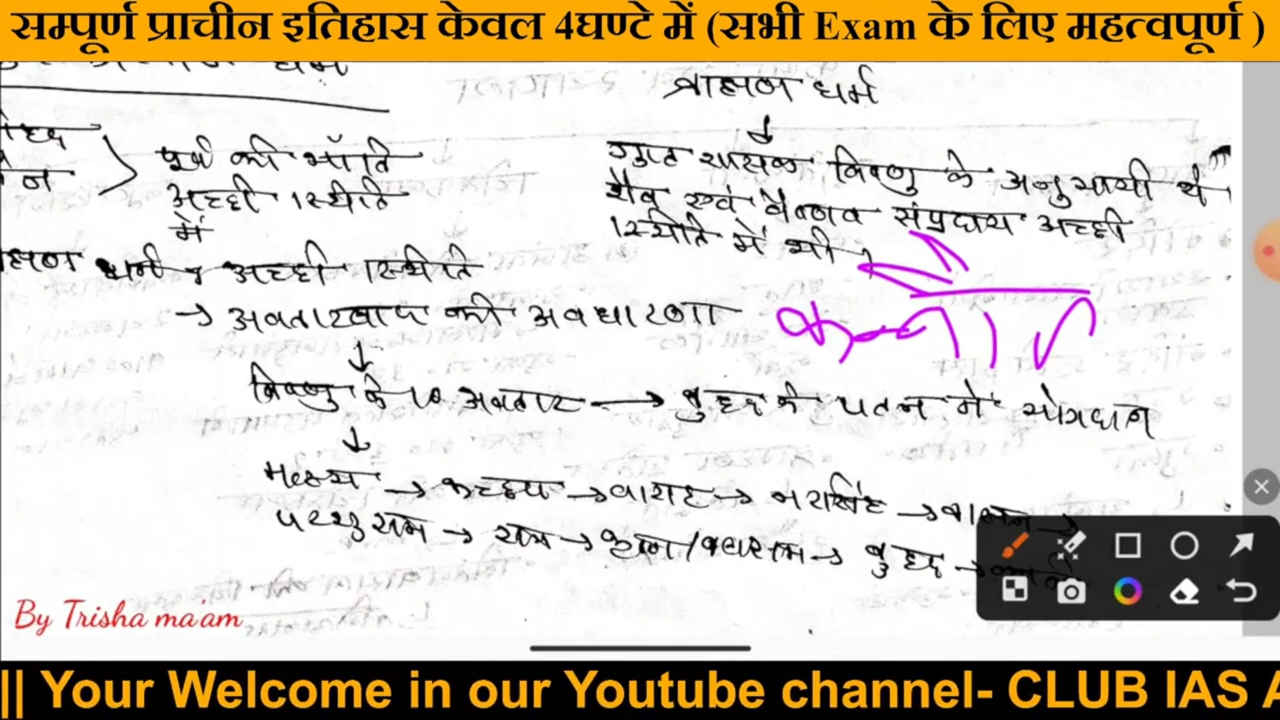 सम्पूर्ण प्राचीन इतिहास केवल 4घण्टे में (सभी Exam के लिए महत्वपूर्ण )
ब्राह्मण धर्म
↓
गुप्त शासक विष्णु के अनुयायी थे
शैव एवं वैष्णव संप्रदाय अच्छी
स्थिति में थी।
पूर्व की भाँति
अच्छी स्थिति
में
धर्म अच्छी स्थिति
→ अवतारवाद की अवधारणा
↓
विष्णु के 10 अवतार → बुद्ध के पतन में योगदान
↓
मत्स्य → कच्छप → वाराह → नरसिंह → वामन →
परशुराम → राम → कृष्ण/बलराम → बुद्ध →
By Trisha ma'am
|| Your Welcome in our Youtube channel- CLUB IAS A